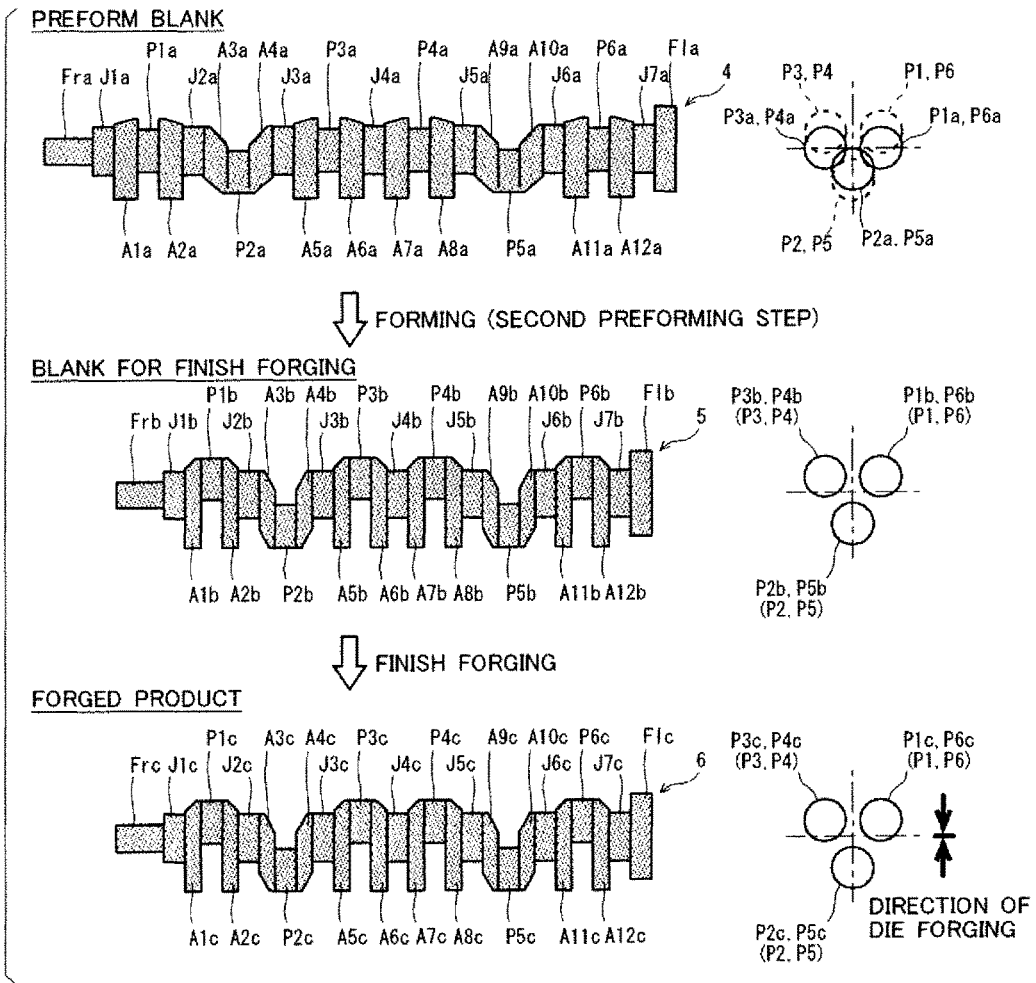 PREFORM BLANK
P1a A3a A4a P3a P4a A9a A10a P6a F1a
Fra J1a J2a J3a J4a J5a J6a J7a 4
A1a A2a P2a A5a A6a A7a A8a P5a A11a A12a
P3, P4 P1, P6
P3a, P4a P1a, P6a
P2, P5 P2a, P5a
FORMING (SECOND PREFORMING STEP)
BLANK FOR FINISH FORGING
P1b A3b A4b P3b P4b A9b A10b P6b F1b
Frb J1b J2b J3b J4b J5b J6b J7b 5
A1b A2b P2b A5b A6b A7b A8b P5b A11b A12b
P3b, P4b P1b, P6b
(P3, P4) (P1, P6)
P2b, P5b
(P2, P5)
FINISH FORGING
FORGED PRODUCT
P1c A3c A4c P3c P4c A9c A10c P6c F1c
Frc J1c J2c J3c J4c J5c J6c J7c 6
A1c A2c P2c A5c A6c A7c A8c P5c A11c A12c
P3c, P4c P1c, P6c
(P3, P4) (P1, P6)
P2c, P5c
(P2, P5)
DIRECTION OF
DIE FORGING